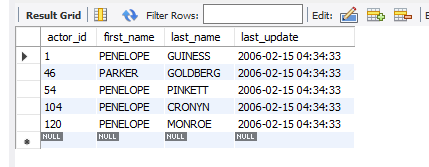 Result Grid Filter Rows: Edit:
actor_id first_name last_name last_update
1 PENELOPE GUINESS 2006-02-15 04:34:33
46 PARKER GOLDBERG 2006-02-15 04:34:33
54 PENELOPE PINKETT 2006-02-15 04:34:33
104 PENELOPE CRONYN 2006-02-15 04:34:33
120 PENELOPE MONROE 2006-02-15 04:34:33
NULL NULL NULL NULL